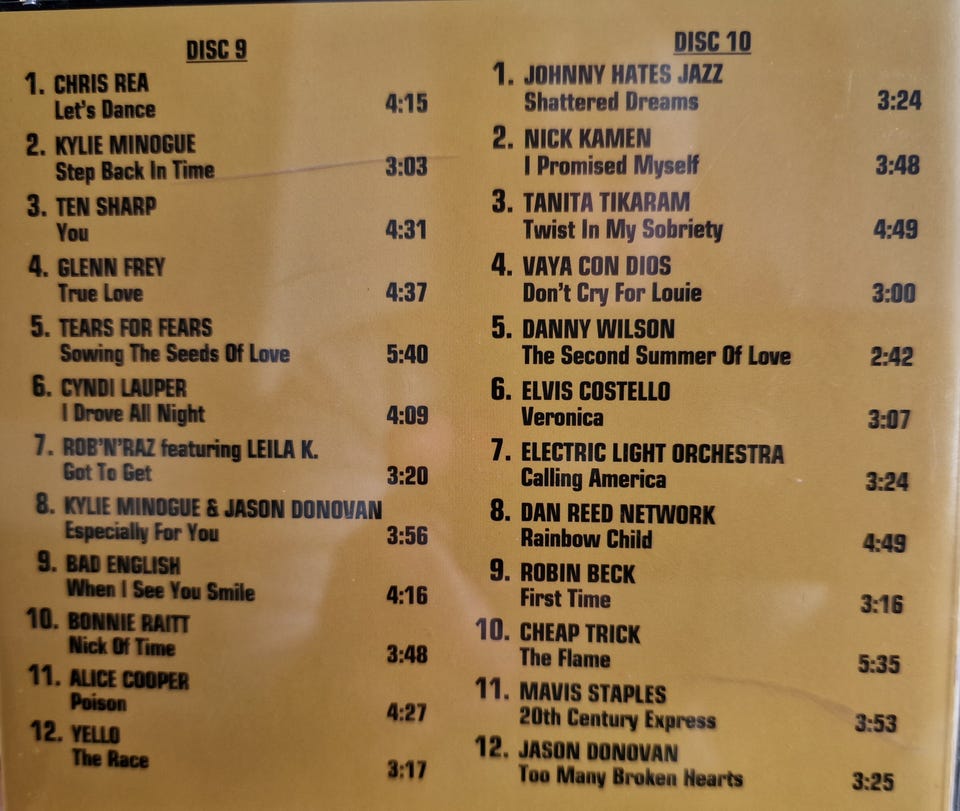 DISC 9
1. CHRIS REA
Let's Dance 4:15
2. KYLIE MINOGUE
Step Back In Time 3:03
3. TEN SHARP
You 4:31
4. GLENN FREY
True Love 4:37
5. TEARS FOR FEARS
Sowing The Seeds Of Love 5:40
6. CYNDI LAUPER
I Drove All Night 4:09
7. ROB'N'RAZ featuring LEILA K.
Got To Get 3:20
8. KYLIE MINOGUE & JASON DONOVAN
Especially For You 3:56
9. BAD ENGLISH
When I See You Smile 4:16
10. BONNIE RAITT
Nick Of Time 3:48
11. ALICE COOPER
Poison 4:27
12. YELLO
The Race 3:17
DISC 10
1. JOHNNY HATES JAZZ
Shattered Dreams 3:24
2. NICK KAMEN
I Promised Myself 3:48
3. TANITA TIKARAM
Twist In My Sobriety 4:49
4. VAYA CON DIOS
Don't Cry For Louie 3:00
5. DANNY WILSON
The Second Summer Of Love 2:42
6. ELVIS COSTELLO
Veronica 3:07
7. ELECTRIC LIGHT ORCHESTRA
Calling America 3:24
8. DAN REED NETWORK
Rainbow Child 4:49
9. ROBIN BECK
First Time 3:16
10. CHEAP TRICK
The Flame 5:35
11. MAVIS STAPLES
20th Century Express 3:53
12. JASON DONOVAN
Too Many Broken Hearts 3:25